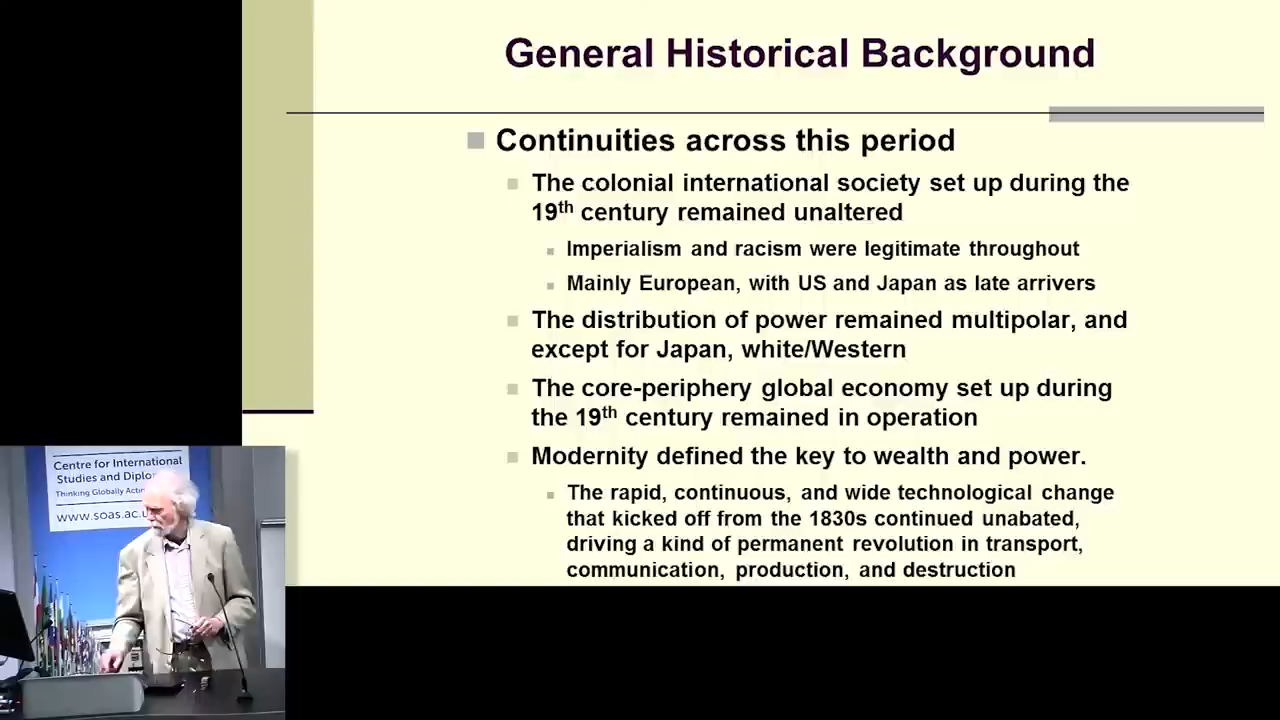 General Historical Background
Continuities across this period
The colonial international society set up during the
19th century remained unaltered
Imperialism and racism were legitimate throughout
Mainly European, with US and Japan as late arrivers
The distribution of power remained multipolar, and
except for Japan, white/Western
The core-periphery global economy set up during
the 19th century remained in operation
Modernity defined the key to wealth and power.
The rapid, continuous, and wide technological change
that kicked off from the 1830s continued unabated,
driving a kind of permanent revolution in transport,
communication, production, and destruction
Centre for International
Studies and
Thinking Globally
www.soas.ac.